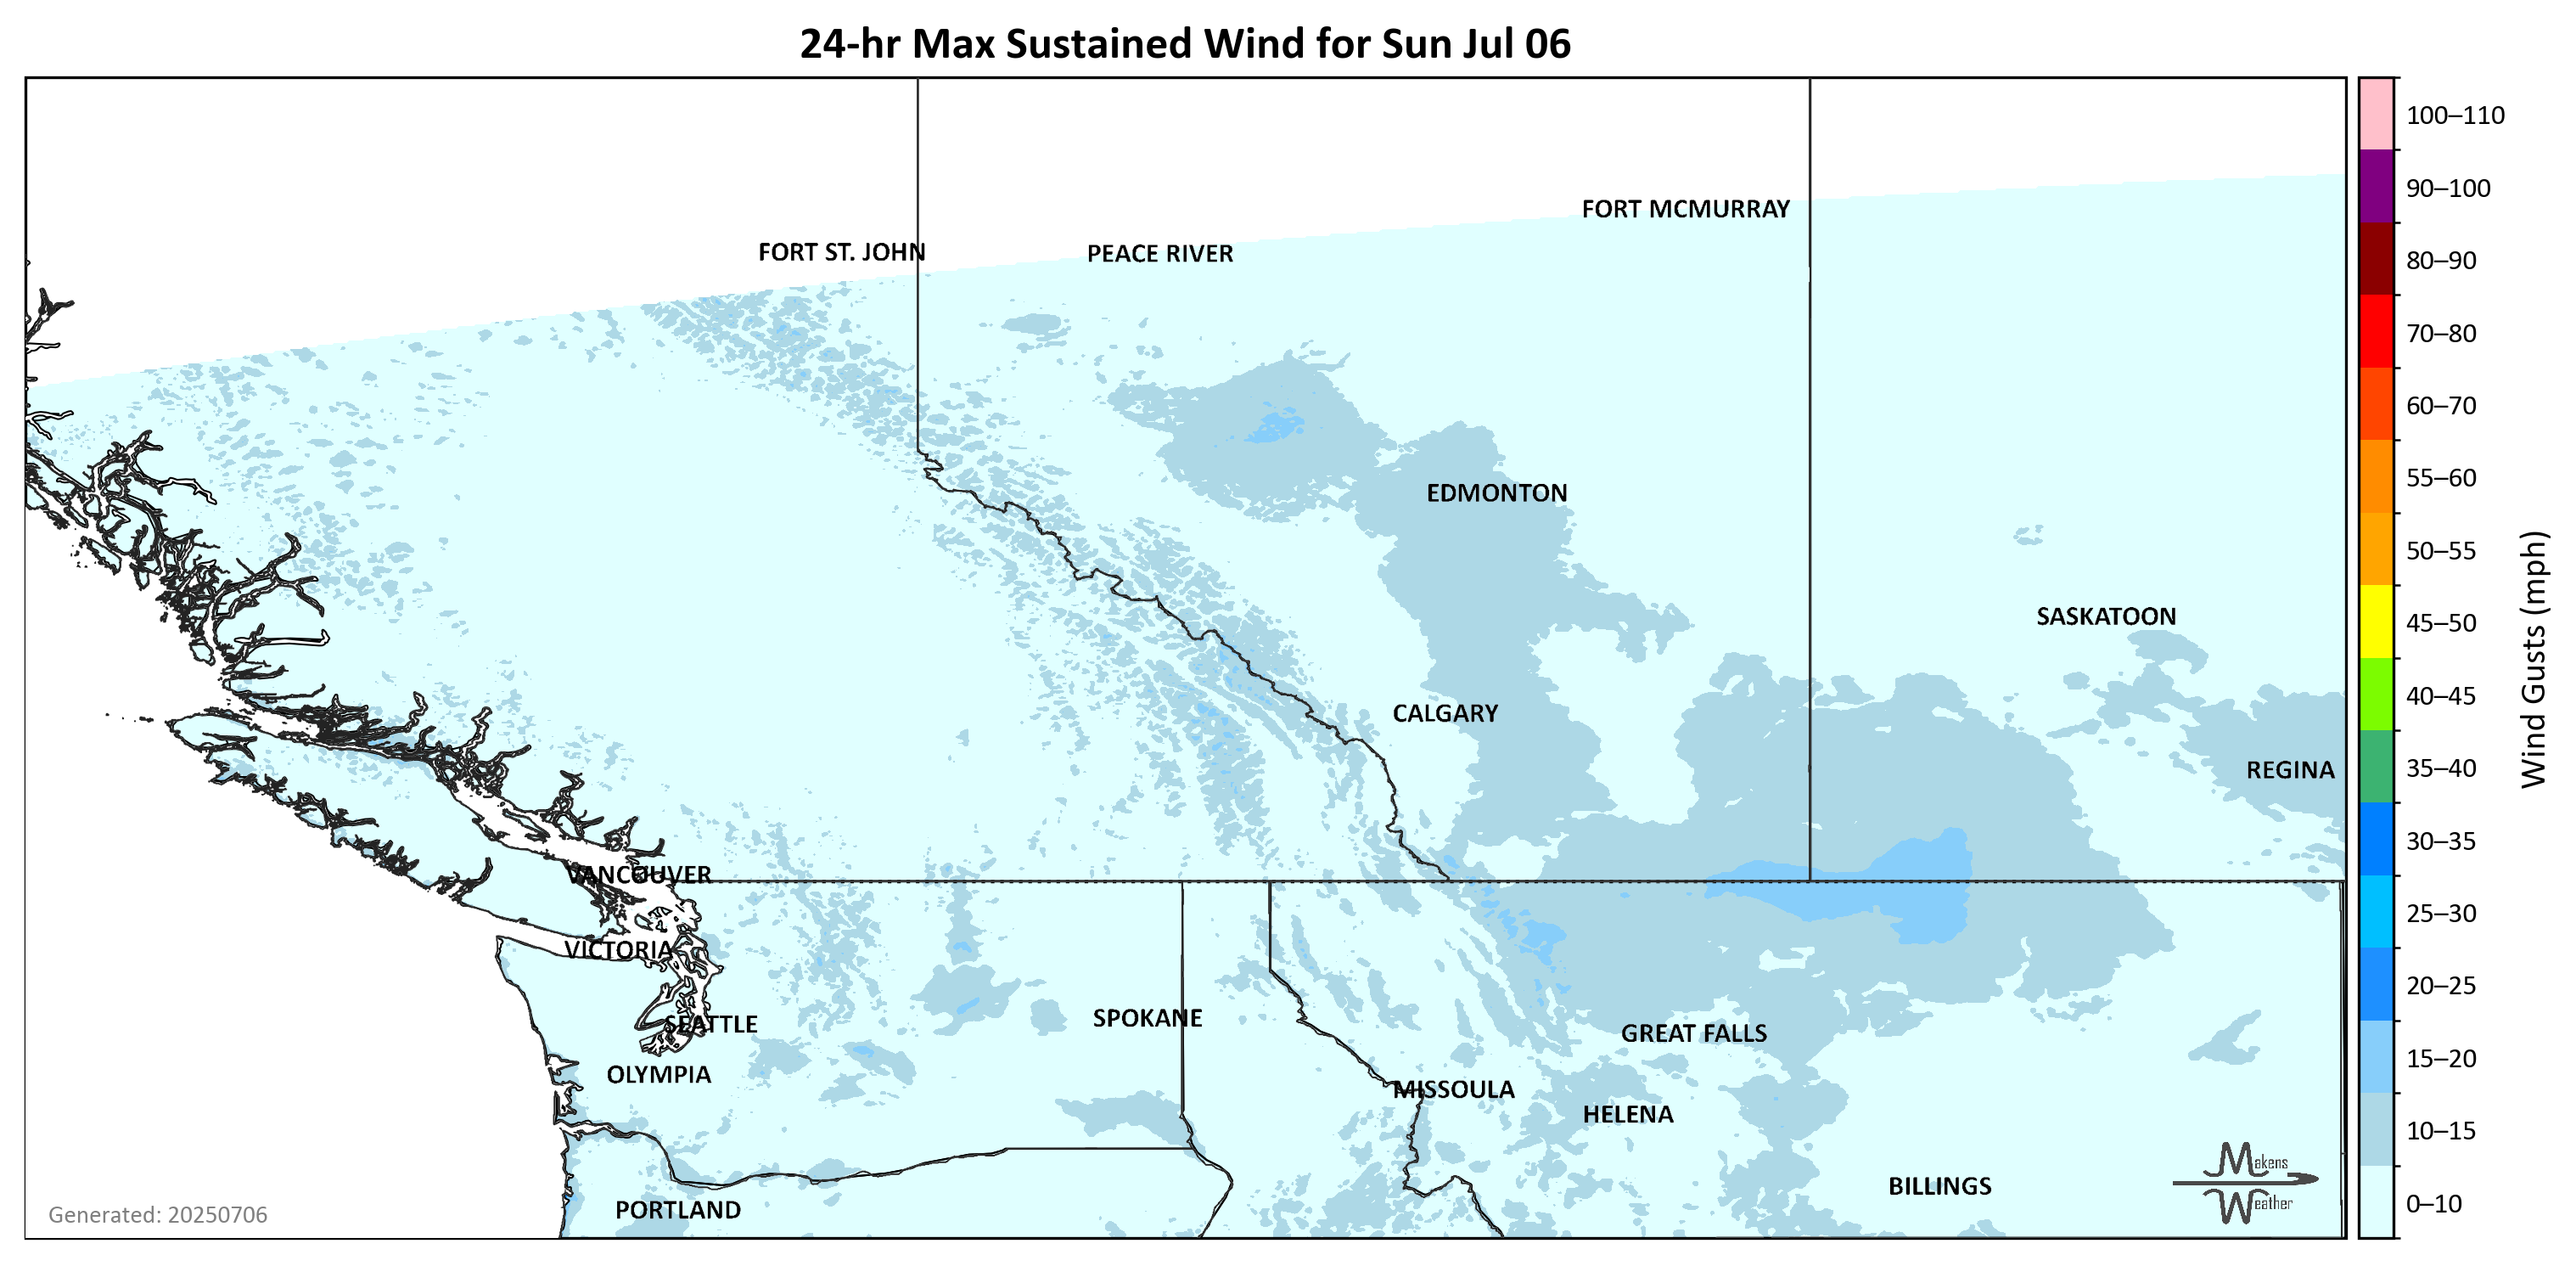 24-hr Max Sustained Wind for Sun Jul 06
100–110
90–100
80–90
70–80
60–70
55–60
50–55
45–50
40–45
35–40
30–35
25–30
20–25
15–20
10–15
0–10
Wind Gusts (mph)
FORT MCMURRAY
FORT ST. JOHN
PEACE RIVER
EDMONTON
SASKATOON
CALGARY
REGINA
VANCOUVER
VICTORIA
SEATTLE
SPOKANE
GREAT FALLS
OLYMPIA
MISSOULA
HELENA
BILLINGS
PORTLAND
Makens
Weather
Generated: 20250706